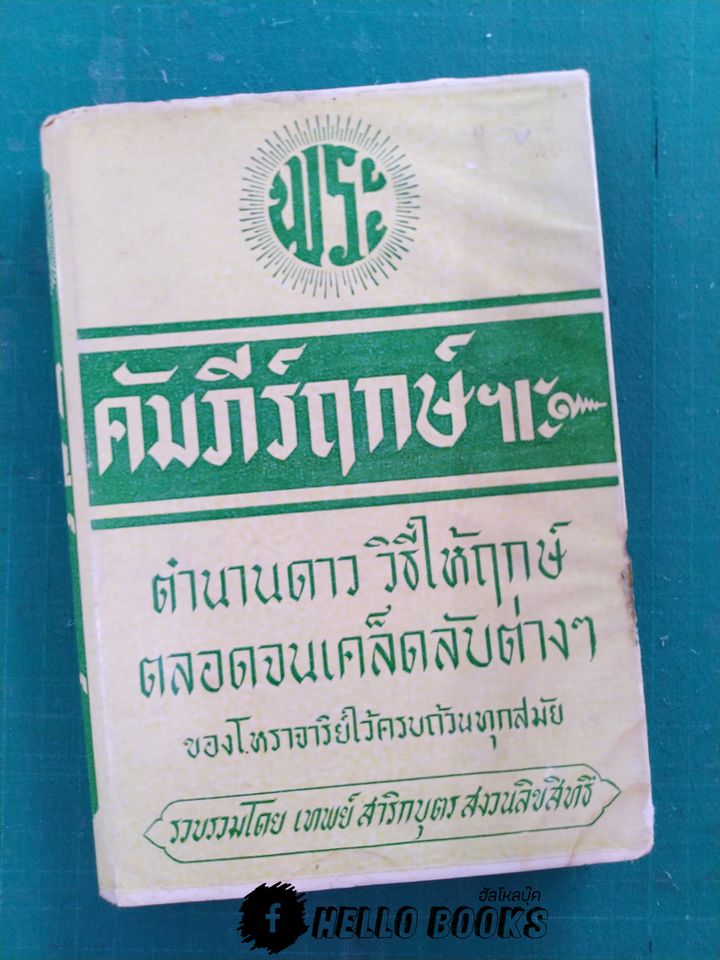 พระ
คัมภีร์ฤกษ์ ฯ๛
ตำนานดาว วิธีให้ฤกษ์
ตลอดจนเคล็ดลับต่างๆ
ของโหราจาริย์ไว้ครบถ้วนทุกสมัย
รวบรวมโดย เทพย์ สาริกบุตร สงวนลิขสิทธิ์
ฮัลโหลบุ๊ค
f HELLO BOOKS